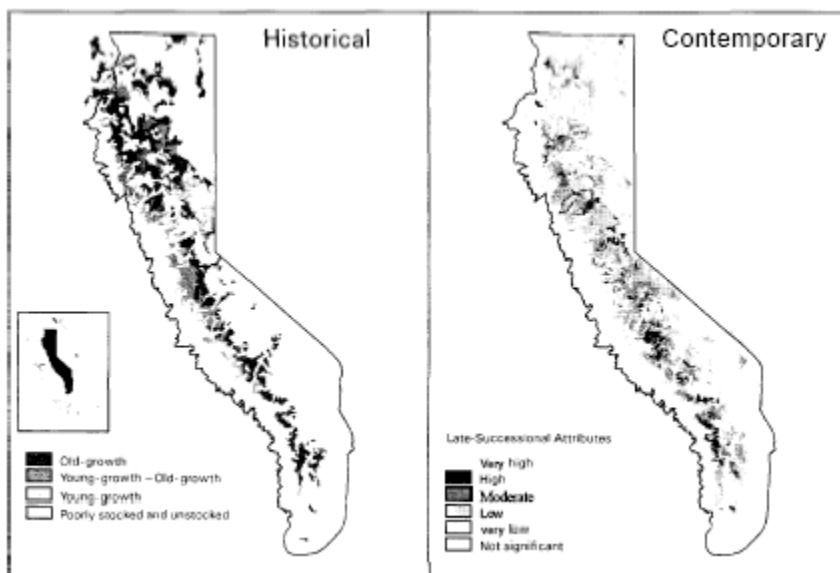 Historical
Old-growth
Young-growth – Old-growth
Young-growth
Poorly stocked and unstocked
Contemporary
Late-Successional Attributes
Very high
High
Moderate
Low
very low
Not significant